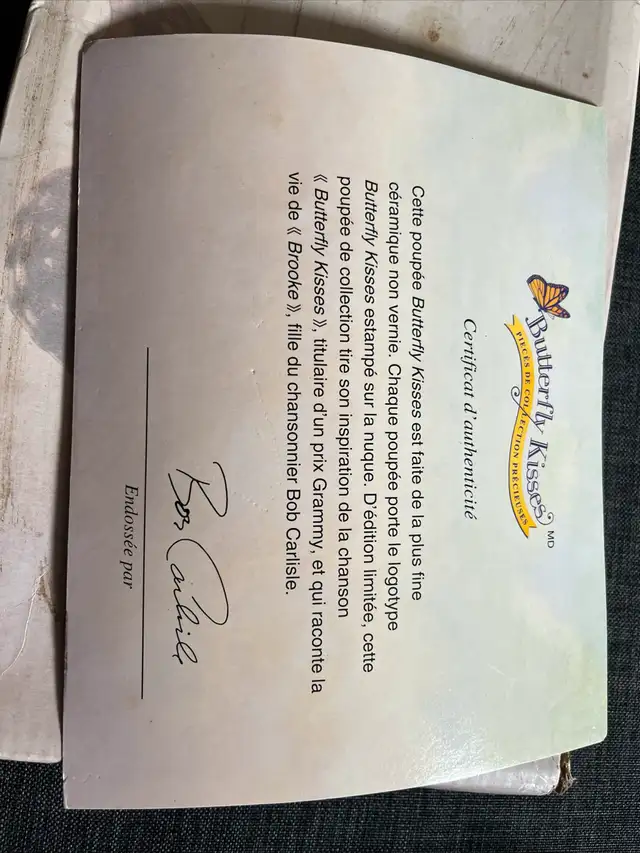 Butterfly Kisses MD
PIÈCES DE COLLECTION PRÉCIEUSES
Certificat d'authenticité
Cette poupée Butterfly Kisses est faite de la plus fine
céramique non vernie. Chaque poupée porte le logotype
Butterfly Kisses estampé sur la nuque. D'édition limitée, cette
poupée de collection tire son inspiration de la chanson
« Butterfly Kisses », titulaire d'un prix Grammy, et qui raconte la
vie de « Brooke », fille du chansonnier Bob Carlisle.
Bob Carlisle
Endossée par